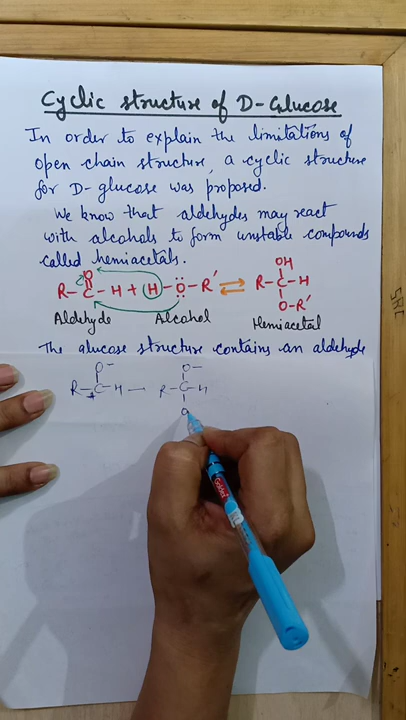 Cyclic structure of D-Glucose
In order to explain the limitations of
open chain structure, a cyclic structure
for D-glucose was proposed.
We know that aldehydes may react
with alcohols to form unstable compounds
called hemiacetals.
O OH
R-C-H + H-O-R' ⇌ R-C-H
O-R'
Aldehyde Alcohol Hemiacetal
The glucose structure contains an aldehyde
O⁻ O-
R-C-H — R-C-H
+
O